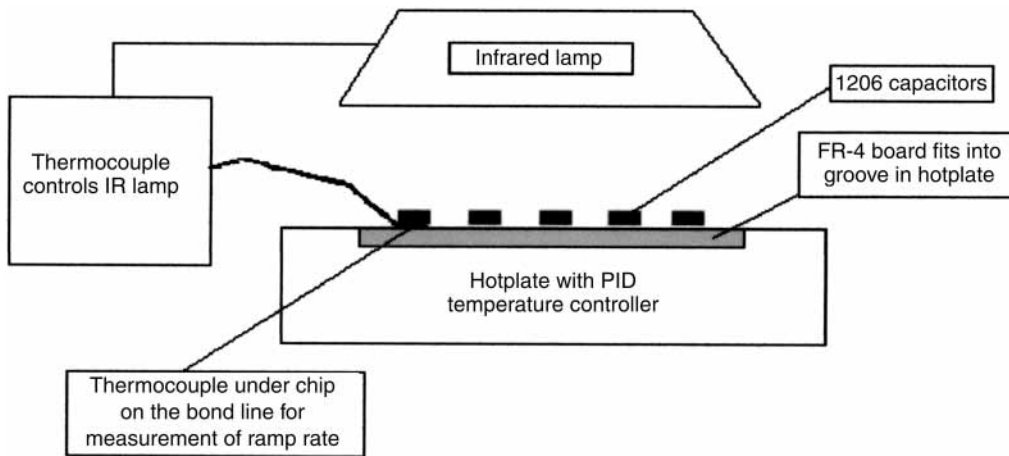 Infrared lamp
1206 capacitors
Thermocouple
controls IR lamp
FR-4 board fits into
groove in hotplate
Hotplate with PID
temperature controller
Thermocouple under chip
on the bond line for
measurement of ramp rate